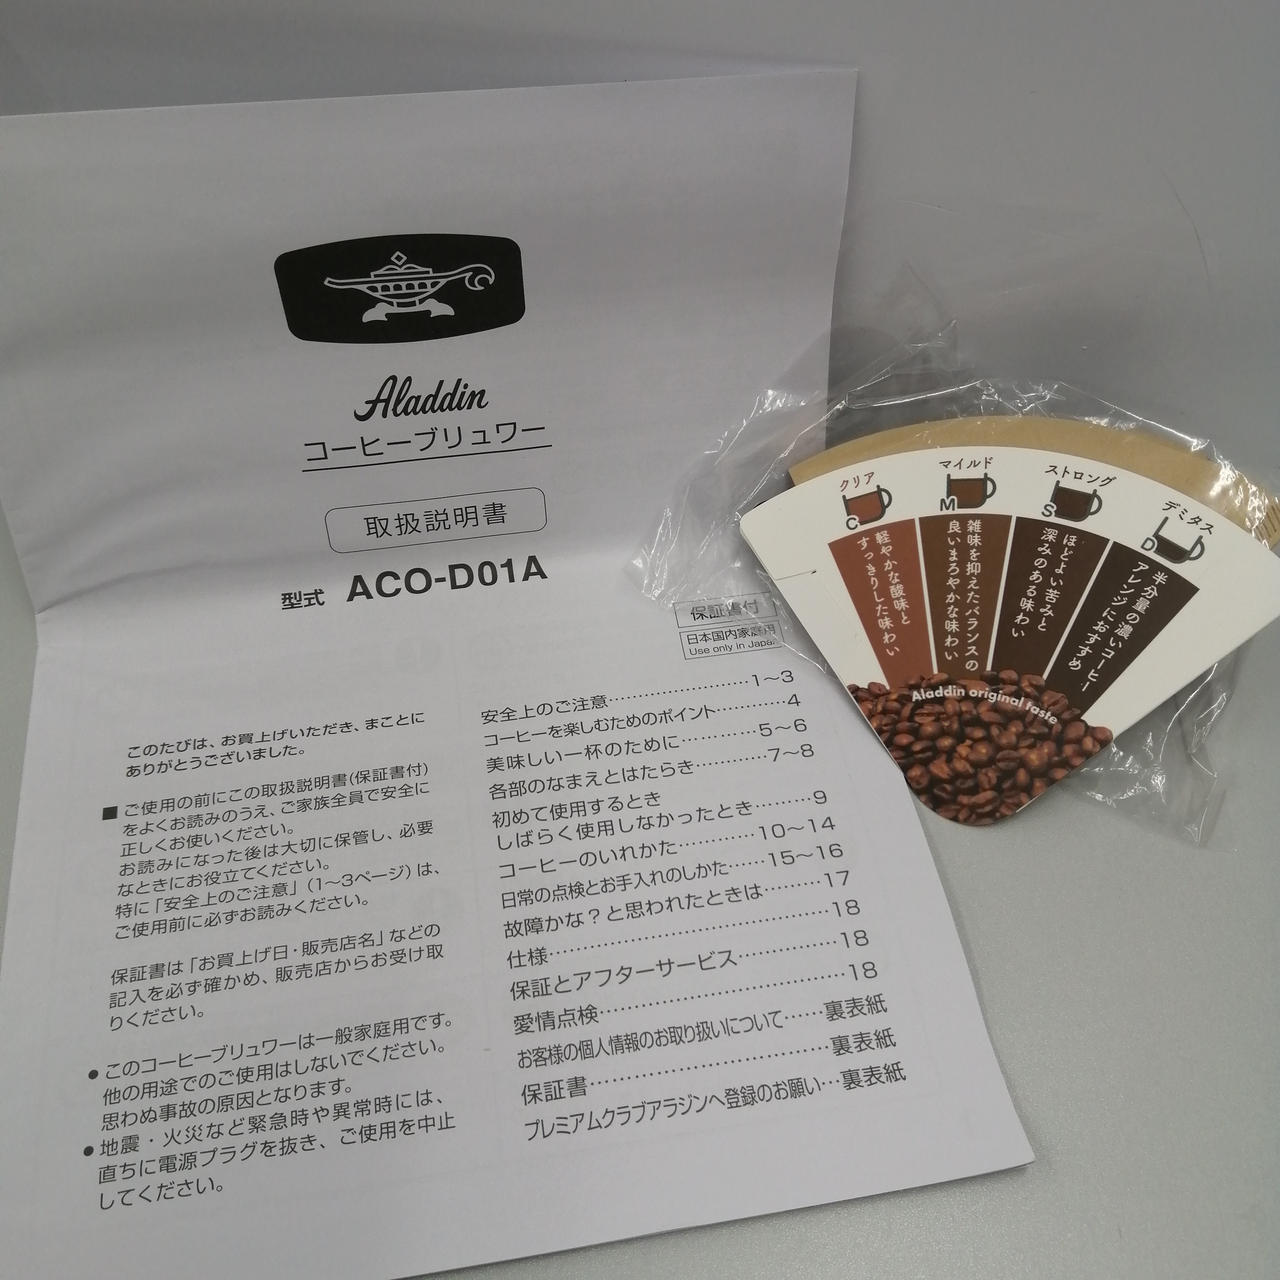 Aladdin
コーヒーブリュワー
取扱説明書
型式 ACO-D01A
保証書付
日本国内家庭用
Use only in Japan
このたびは、お買上げいただき、まことに
ありがとうございました。
■ ご使用の前にこの取扱説明書(保証書付)
をよくお読みのうえ、ご家族全員で安全に
正しくお使いください。
お読みになった後は大切に保管し、必要
なときにお役立てください。
特に「安全上のご注意」(1〜3ページ)は、
ご使用前に必ずお読みください。
保証書は「お買上げ日・販売店名」などの
記入を必ず確かめ、販売店からお受け取
りください。
● このコーヒーブリュワーは一般家庭用です。
他の用途でのご使用はしないでください。
思わぬ事故の原因となります。
● 地震・火災など緊急時や異常時には、
直ちに電源プラグを抜き、ご使用を中止
してください。
安全上のご注意……………………1〜3
コーヒーを楽しむためのポイント…………4
美味しい一杯のために…………5〜6
各部のなまえとはたらき…………7〜8
初めて使用するとき
しばらく使用しなかったとき………9
コーヒーのいれかた…………10〜14
日常の点検とお手入れのしかた……15〜16
故障かな?と思われたときは………17
仕様……………………………………18
保証とアフターサービス……………18
愛情点検………………………………18
お客様の個人情報のお取り扱いについて……裏表紙
保証書……………………………裏表紙
プレミアムクラブアラジンへ登録のお願い…裏表紙
クリア
C
軽やかな酸味と
すっきりした味わい
マイルド
M
雑味を抑えたバランスの
良いまろやかな味わい
ストロング
S
ほどよい苦みと
深みのある味わい
デミタス
D
半分量の濃いコーヒー
アレンジにおすすめ
Aladdin original taste